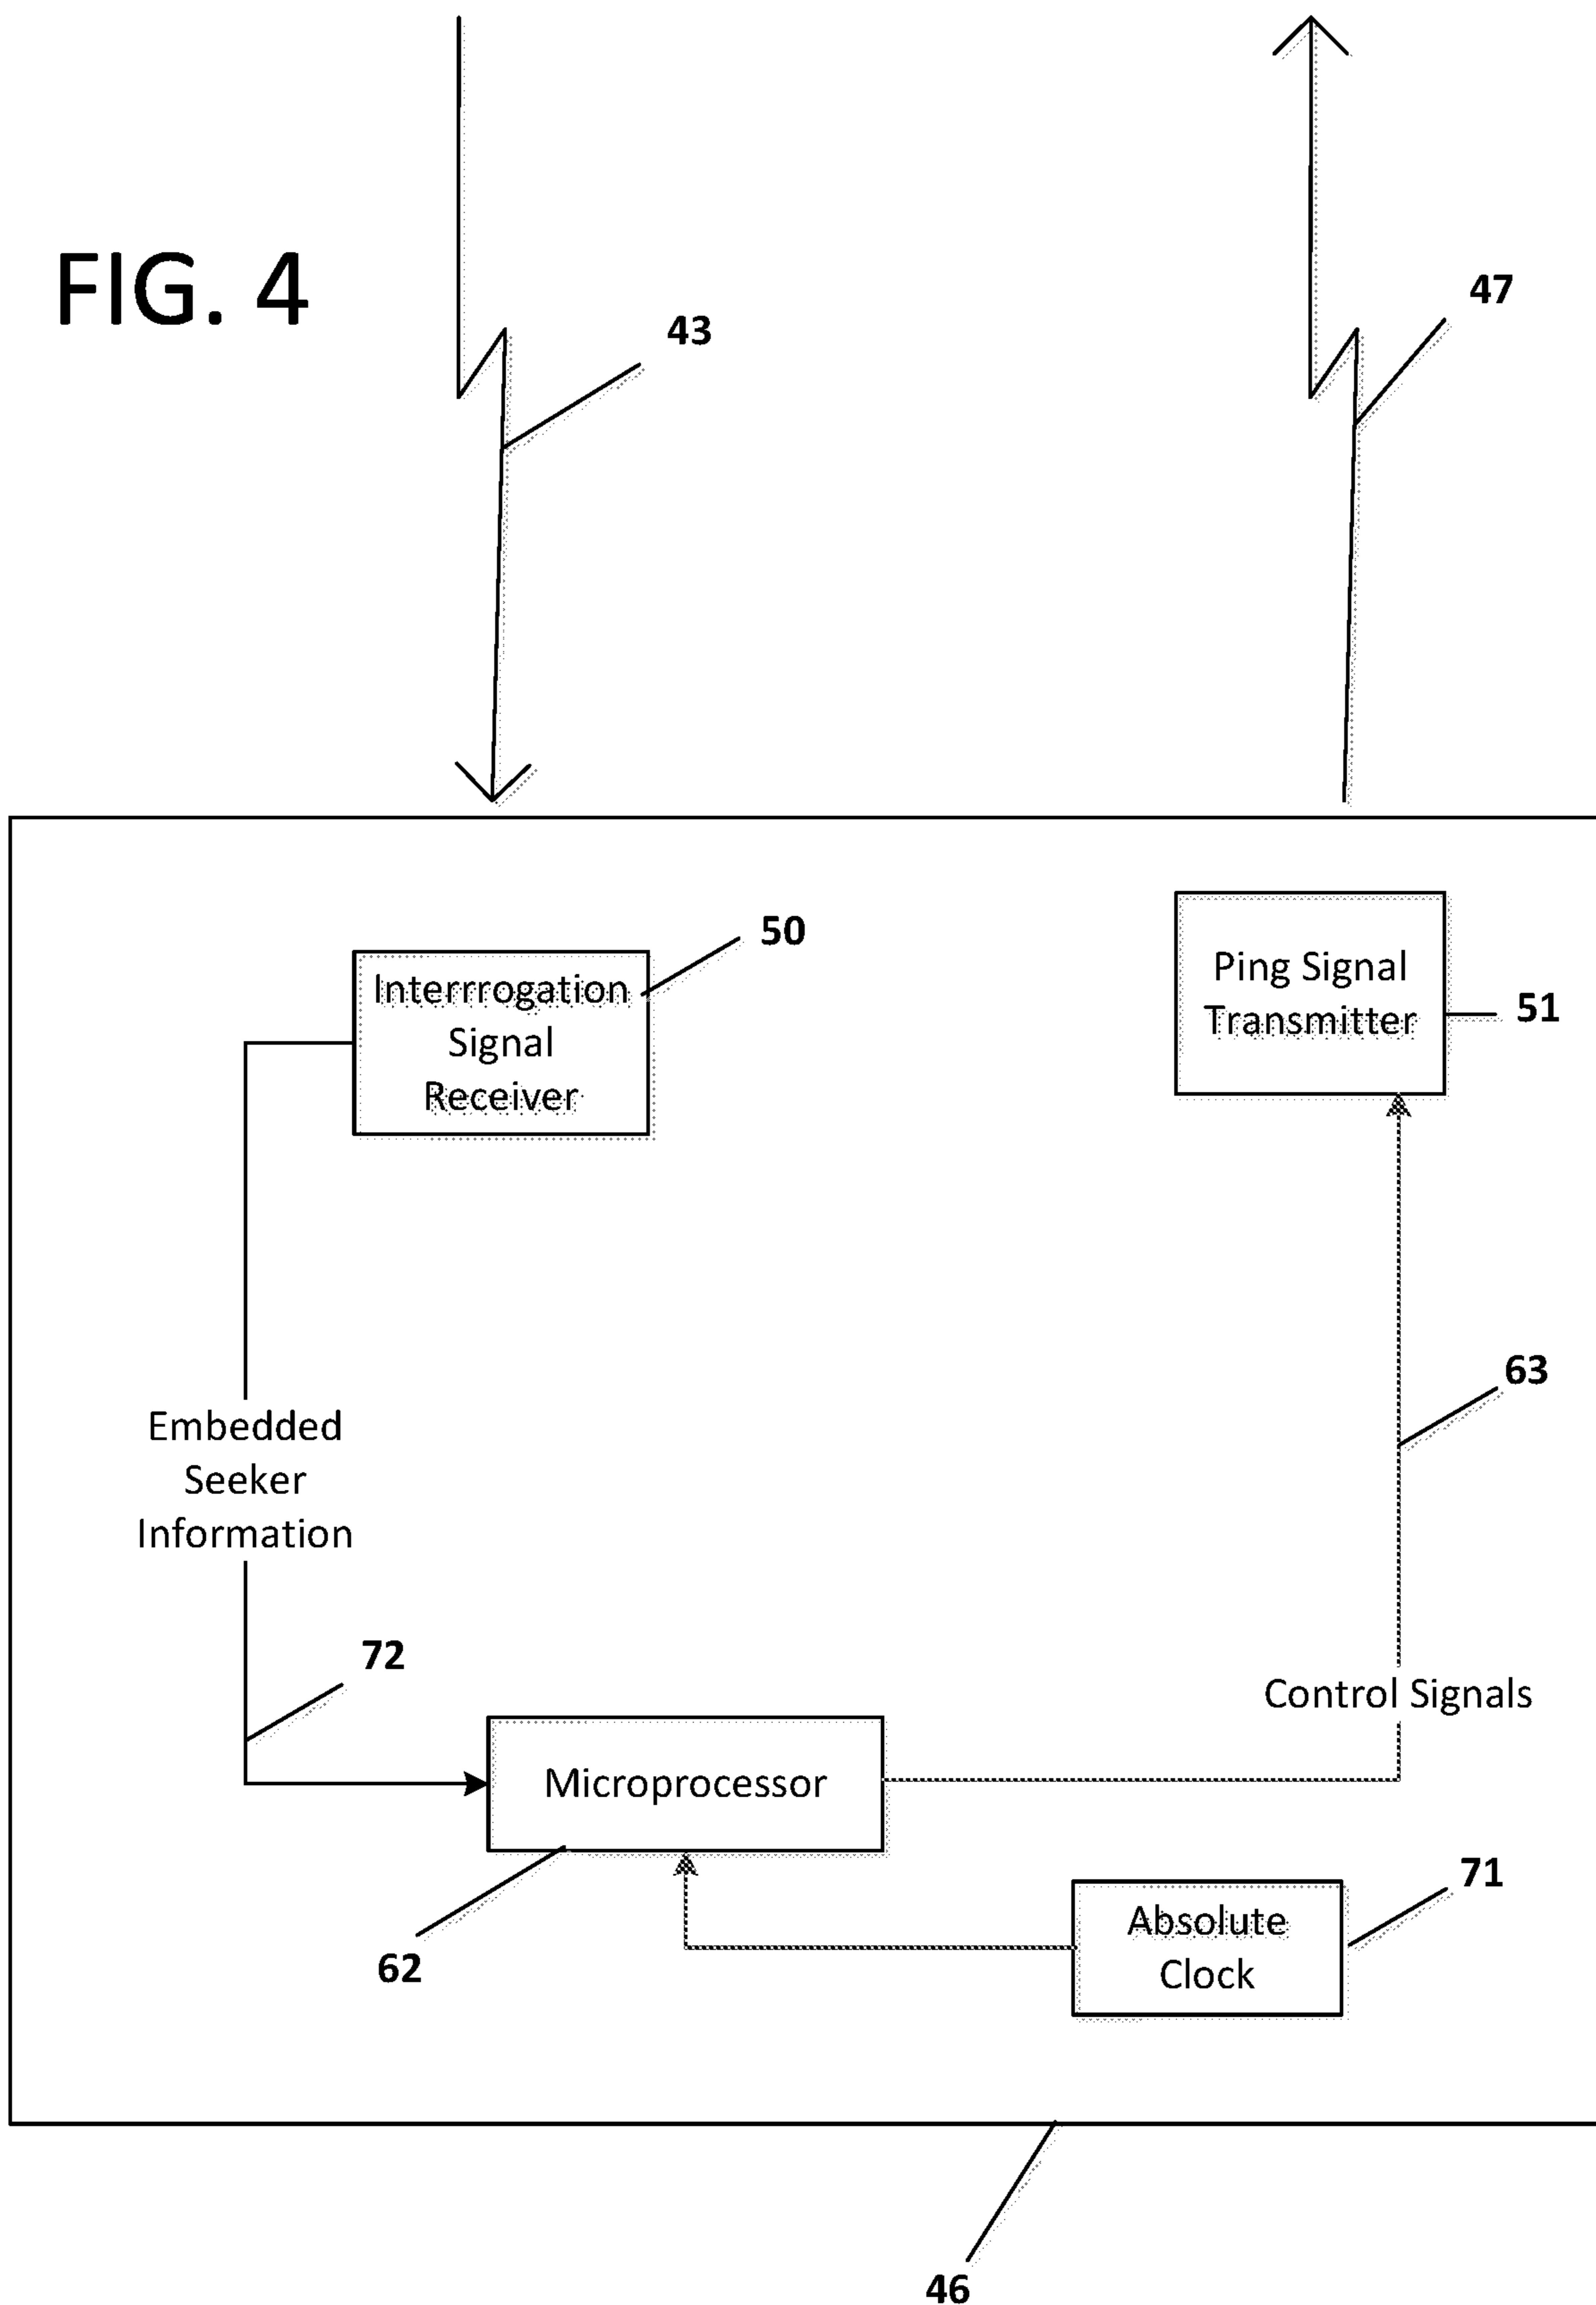 FIG. 4
43
47
50
Interrrogation
Signal
Receiver
Ping Signal
Transmitter
51
63
Embedded
Seeker
Information
72
Control Signals
Microprocessor
71
Absolute
Clock
62
46